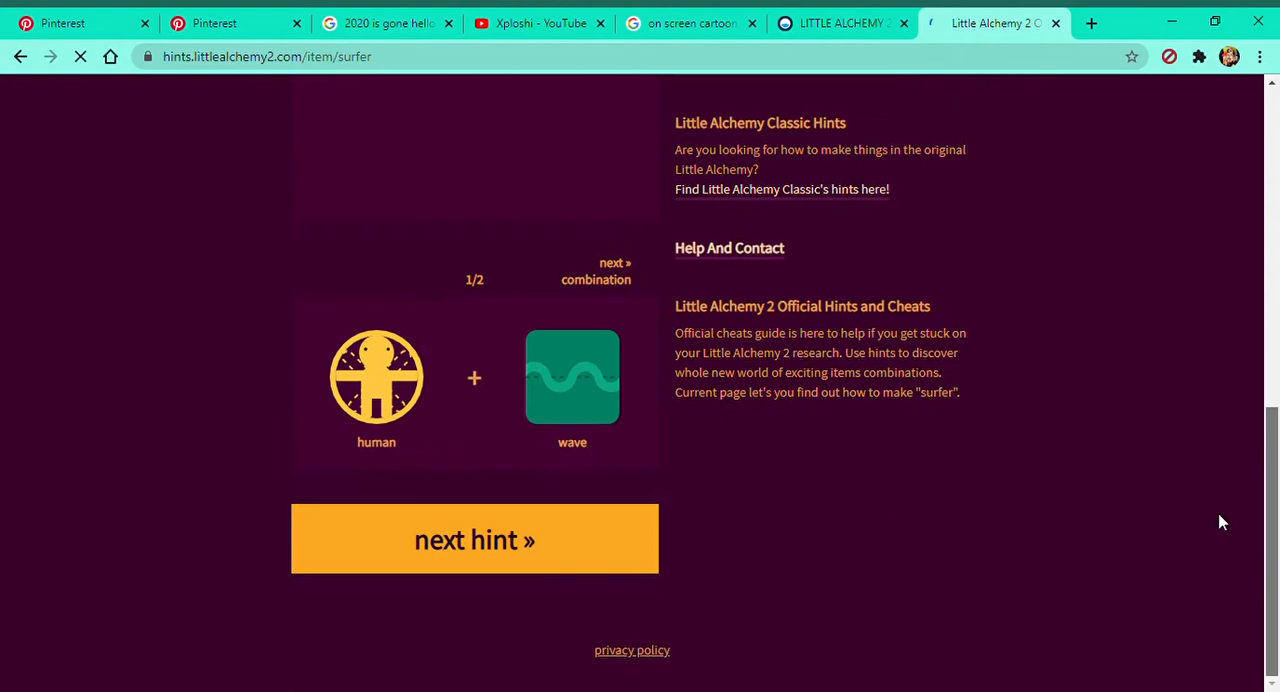 Pinterest
Pinterest
2020 is gone hello
Xploshi - YouTube
on screen cartoon
LITTLE ALCHEMY 2
Little Alchemy 2 O
hints.littlealchemy2.com/item/surfer
Little Alchemy Classic Hints
Are you looking for how to make things in the original
Little Alchemy?
Find Little Alchemy Classic's hints here!
Help And Contact
next »
1/2 combination
Little Alchemy 2 Official Hints and Cheats
Official cheats guide is here to help if you get stuck on
your Little Alchemy 2 research. Use hints to discover
whole new world of exciting items combinations.
Current page let's you find out how to make "surfer".
+
human wave
next hint »
privacy policy